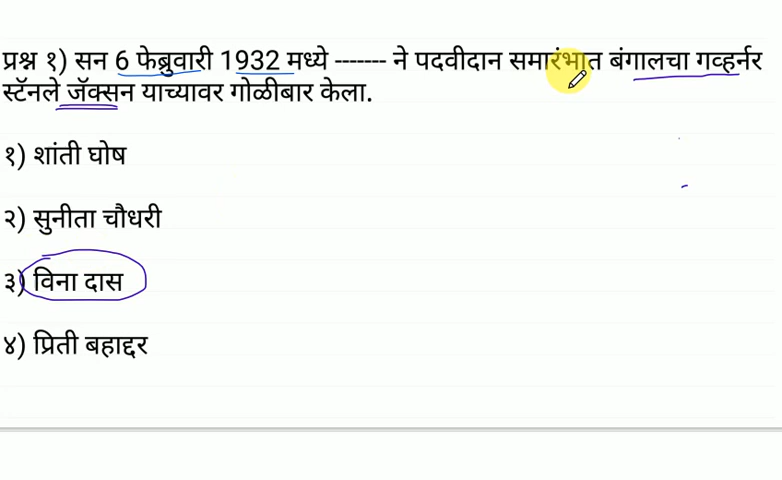 प्रश्न १) सन 6 फेब्रुवारी 1932 मध्ये ------- ने पदवीदान समारंभात बंगालचा गव्हर्नर
स्टॅनले जॅक्सन याच्यावर गोळीबार केला.
१) शांती घोष
२) सुनीता चौधरी
३) विना दास
४) प्रिती बहाद्दर